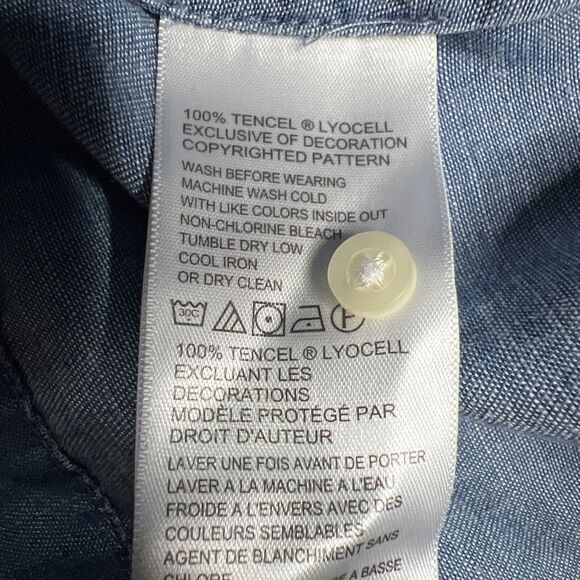 100% TENCEL ® LYOCELL
EXCLUSIVE OF DECORATION
COPYRIGHTED PATTERN
WASH BEFORE WEARING
MACHINE WASH COLD
WITH LIKE COLORS INSIDE OUT
NON-CHLORINE BLEACH
TUMBLE DRY LOW
COOL IRON
OR DRY CLEAN
30C P
100% TENCEL ® LYOCELL
EXCLUANT LES
DECORATIONS
MODÈLE PROTÉGÉ PAR
DROIT D'AUTEUR
LAVER UNE FOIS AVANT DE PORTER
LAVER A LA MACHINE A L'EAU
FROIDE A L'ENVERS AVEC DES
COULEURS SEMBLABLES
AGENT DE BLANCHIMENT SANS
CHLORE
A BASSE